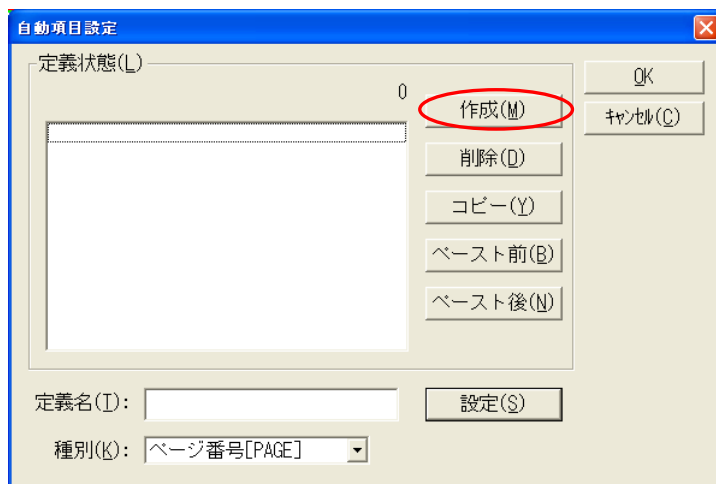 自動項目設定
定義状態(L)
0
作成(M)
削除(D)
コピー(Y)
ペースト前(B)
ペースト後(N)
OK
ｷｬﾝｾﾙ(C)
定義名(T):
設定(S)
種別(K):
ページ番号[PAGE]